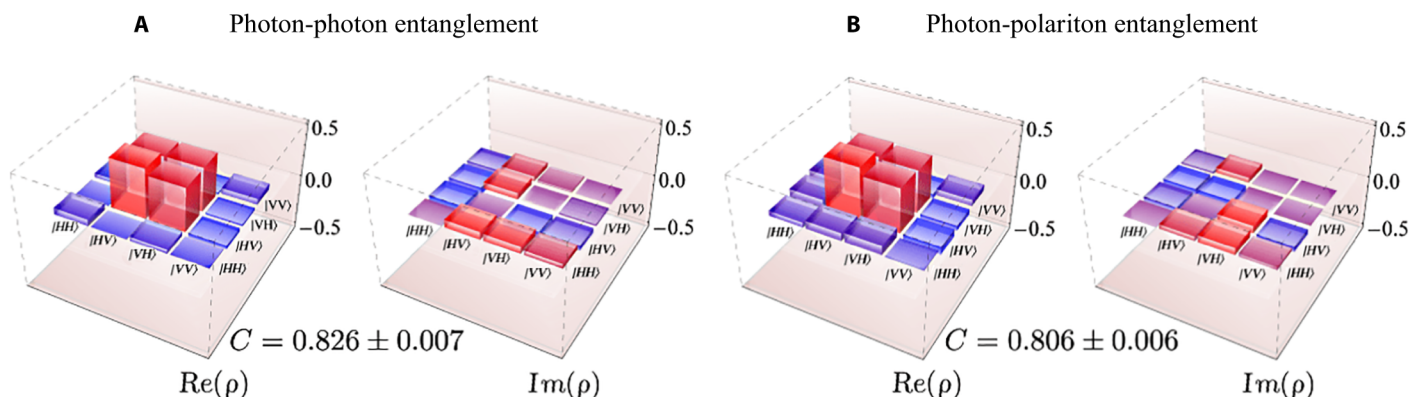 A Photon-photon entanglement
B Photon-polariton entanglement
0.5
0.0
−0.5
|HH⟩
|HV⟩
|VH⟩
|VV⟩
|HH⟩
|HV⟩
|VH⟩
|VV⟩
0.5
0.0
−0.5
|HH⟩
|HV⟩
|VH⟩
|VV⟩
|HH⟩
|HV⟩
|VH⟩
|VV⟩
C = 0.826 ± 0.007
Re(ρ)
Im(ρ)
0.5
0.0
−0.5
|HH⟩
|HV⟩
|VH⟩
|VV⟩
|HH⟩
|HV⟩
|VH⟩
|VV⟩
0.5
0.0
−0.5
|HH⟩
|HV⟩
|VH⟩
|VV⟩
|HH⟩
|HV⟩
|VH⟩
|VV⟩
C = 0.806 ± 0.006
Re(ρ)
Im(ρ)